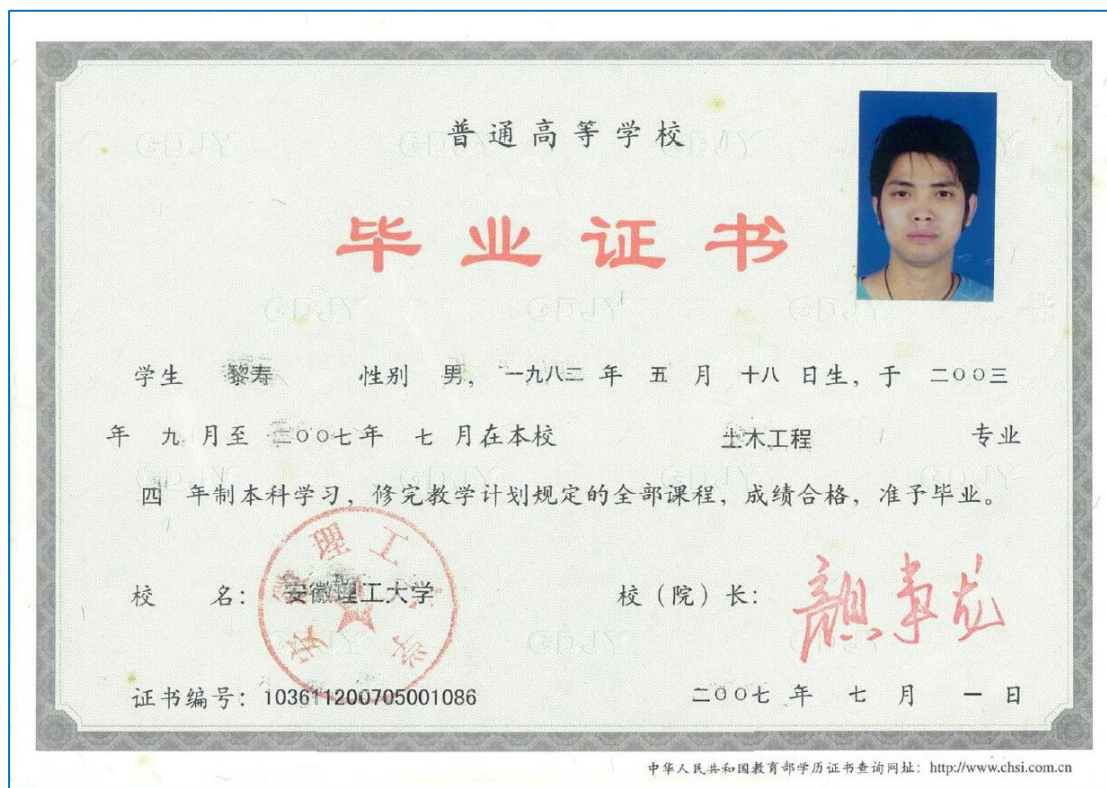 普通高等学校
毕业证书
学生 黎寿 性别 男，一九八二 年 五 月 十八 日生，于 二〇〇三
年 九 月至 二〇〇七年 七 月在本校 土木工程 专业
四 年制本科学习，修完教学计划规定的全部课程，成绩合格，准予毕业。
校 名：安徽理工大学 校（院）长：
安徽理工大学
证书编号：103611200705001086 二〇〇七 年 七 月 一 日
中华人民共和国教育部学历证书查询网址：http://www.chsi.com.cn